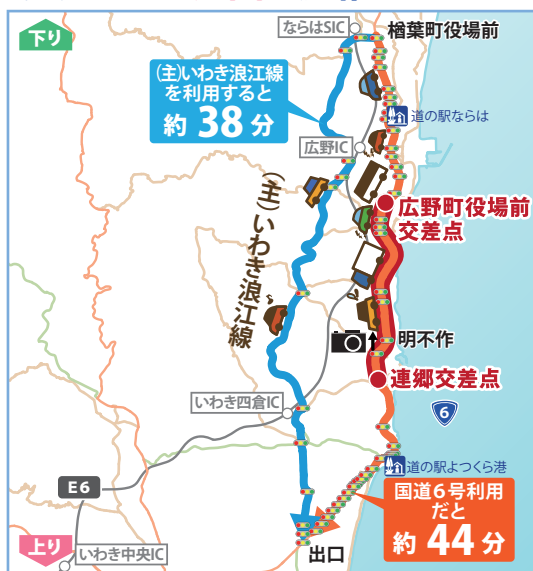 下り
ならはSIC
楢葉町役場前
(主)いわき浪江線
を利用すると
約 38 分
道の駅ならは
広野IC
広野町役場前
交差点
(主)いわき浪江線
明不作
連郷交差点
いわき四倉IC
6
道の駅よつくら港
E6
国道6号利用
だと
約 44 分
上り
いわき中央IC
出口